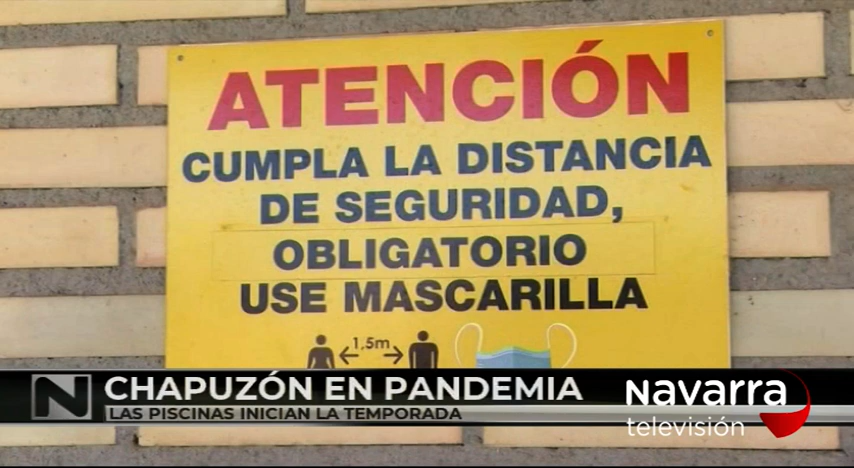 ATENCIÓN
CUMPLA LA DISTANCIA
DE SEGURIDAD,
OBLIGATORIO
USE MASCARILLA
1,5m
N CHAPUZÓN EN PANDEMIA
LAS PISCINAS INICIAN LA TEMPORADA
Navarra
televisión